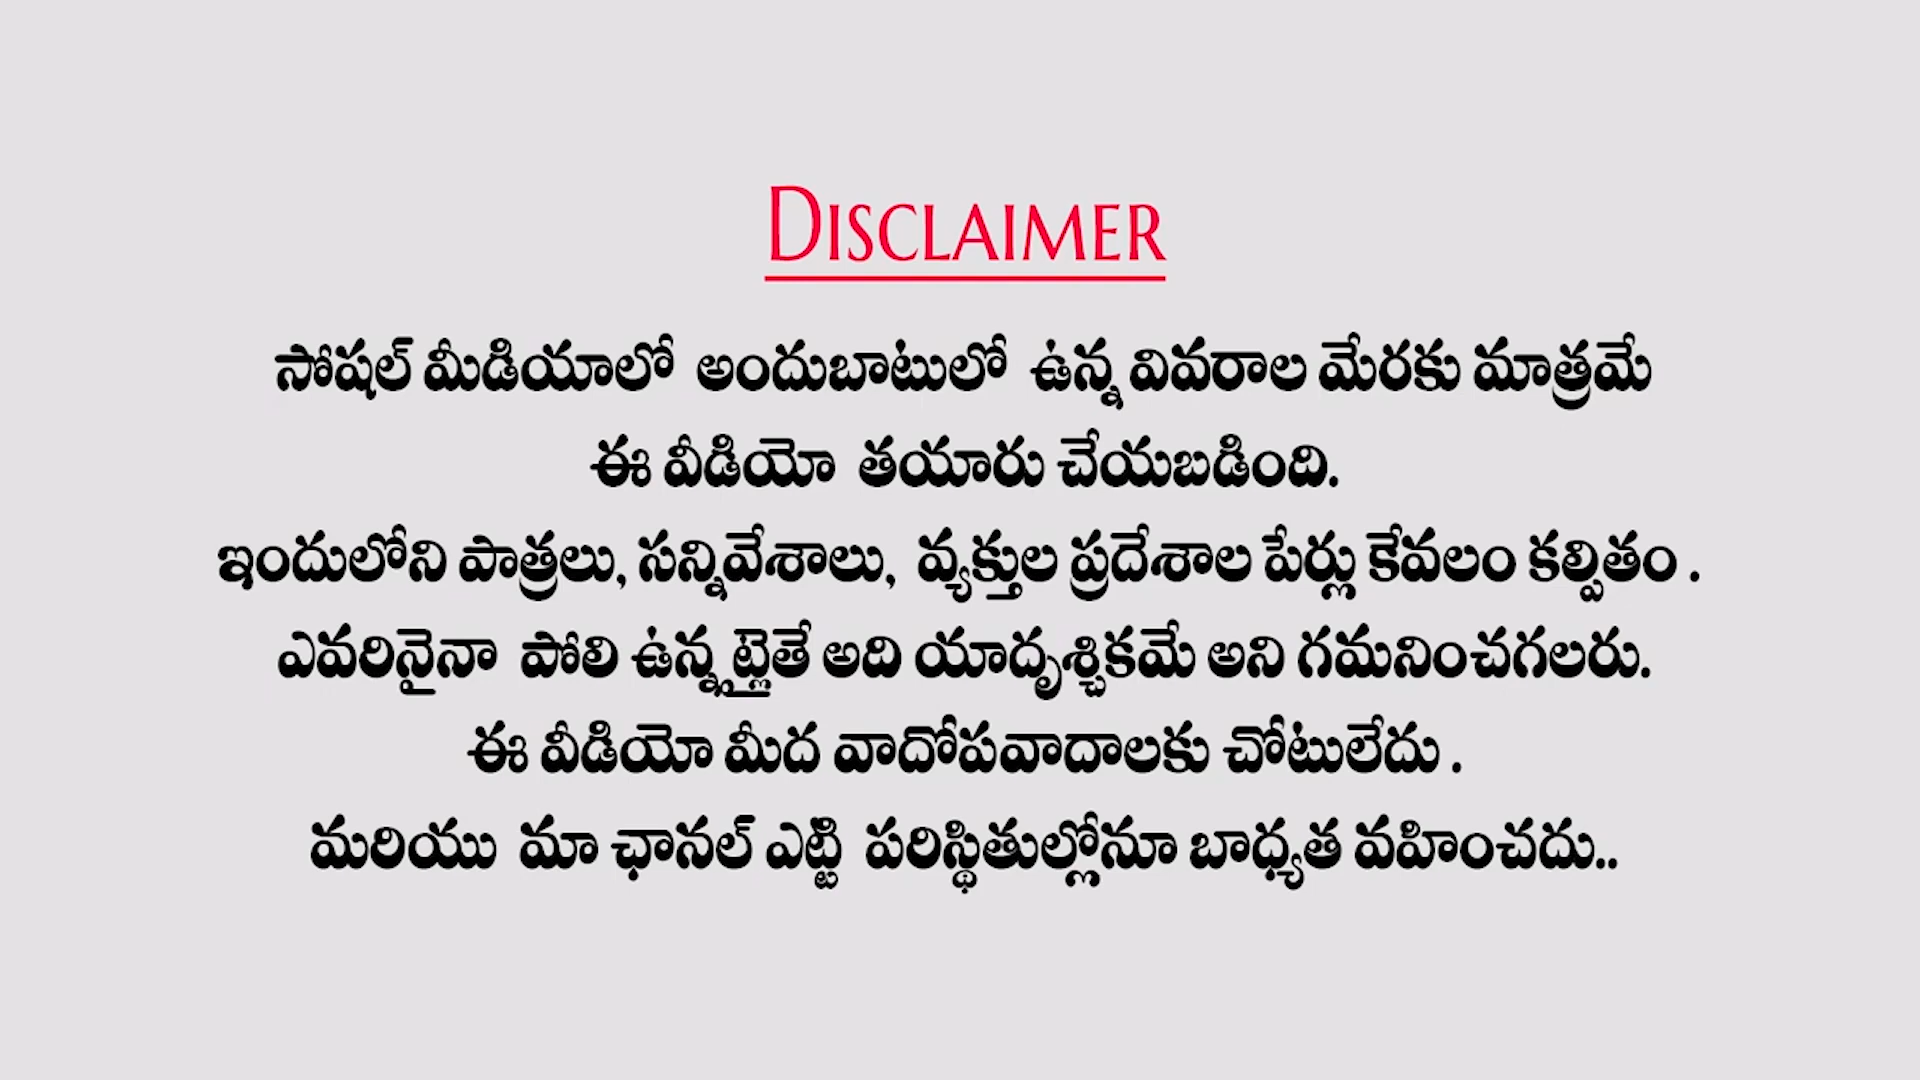 DISCLAIMER
సోషల్ మీడియాలో అందుబాటులో ఉన్న వివరాల మేరకు మాత్రమే
ఈ వీడియో తయారు చేయబడింది.
ఇందులోని పాత్రలు, సన్నివేశాలు, వ్యక్తుల ప్రదేశాల పేర్లు కేవలం కల్పితం .
ఎవరినైనా పోలి ఉన్నట్లైతే అది యాదృశ్చికమే అని గమనించగలరు.
ఈ వీడియో మీద వాదోపవాదాలకు చోటులేదు .
మరియు మా ఛానల్ ఎట్టి పరిస్థితుల్లోనూ బాధ్యత వహించదు..